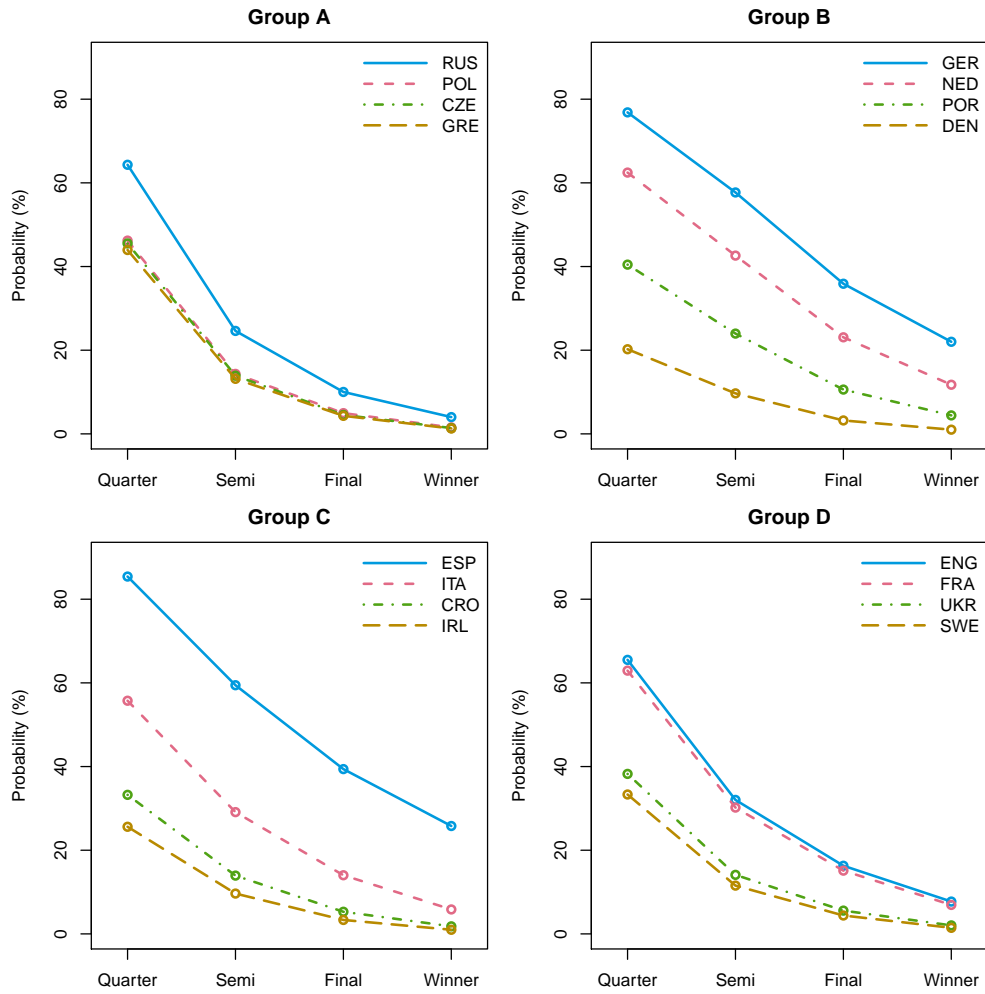 Group A
Probability (%)
80
60
40
20
0
RUS
POL
CZE
GRE
Quarter Semi Final Winner
Group B
Probability (%)
80
60
40
20
0
GER
NED
POR
DEN
Quarter Semi Final Winner
Group C
Probability (%)
80
60
40
20
0
ESP
ITA
CRO
IRL
Quarter Semi Final Winner
Group D
Probability (%)
80
60
40
20
0
ENG
FRA
UKR
SWE
Quarter Semi Final Winner